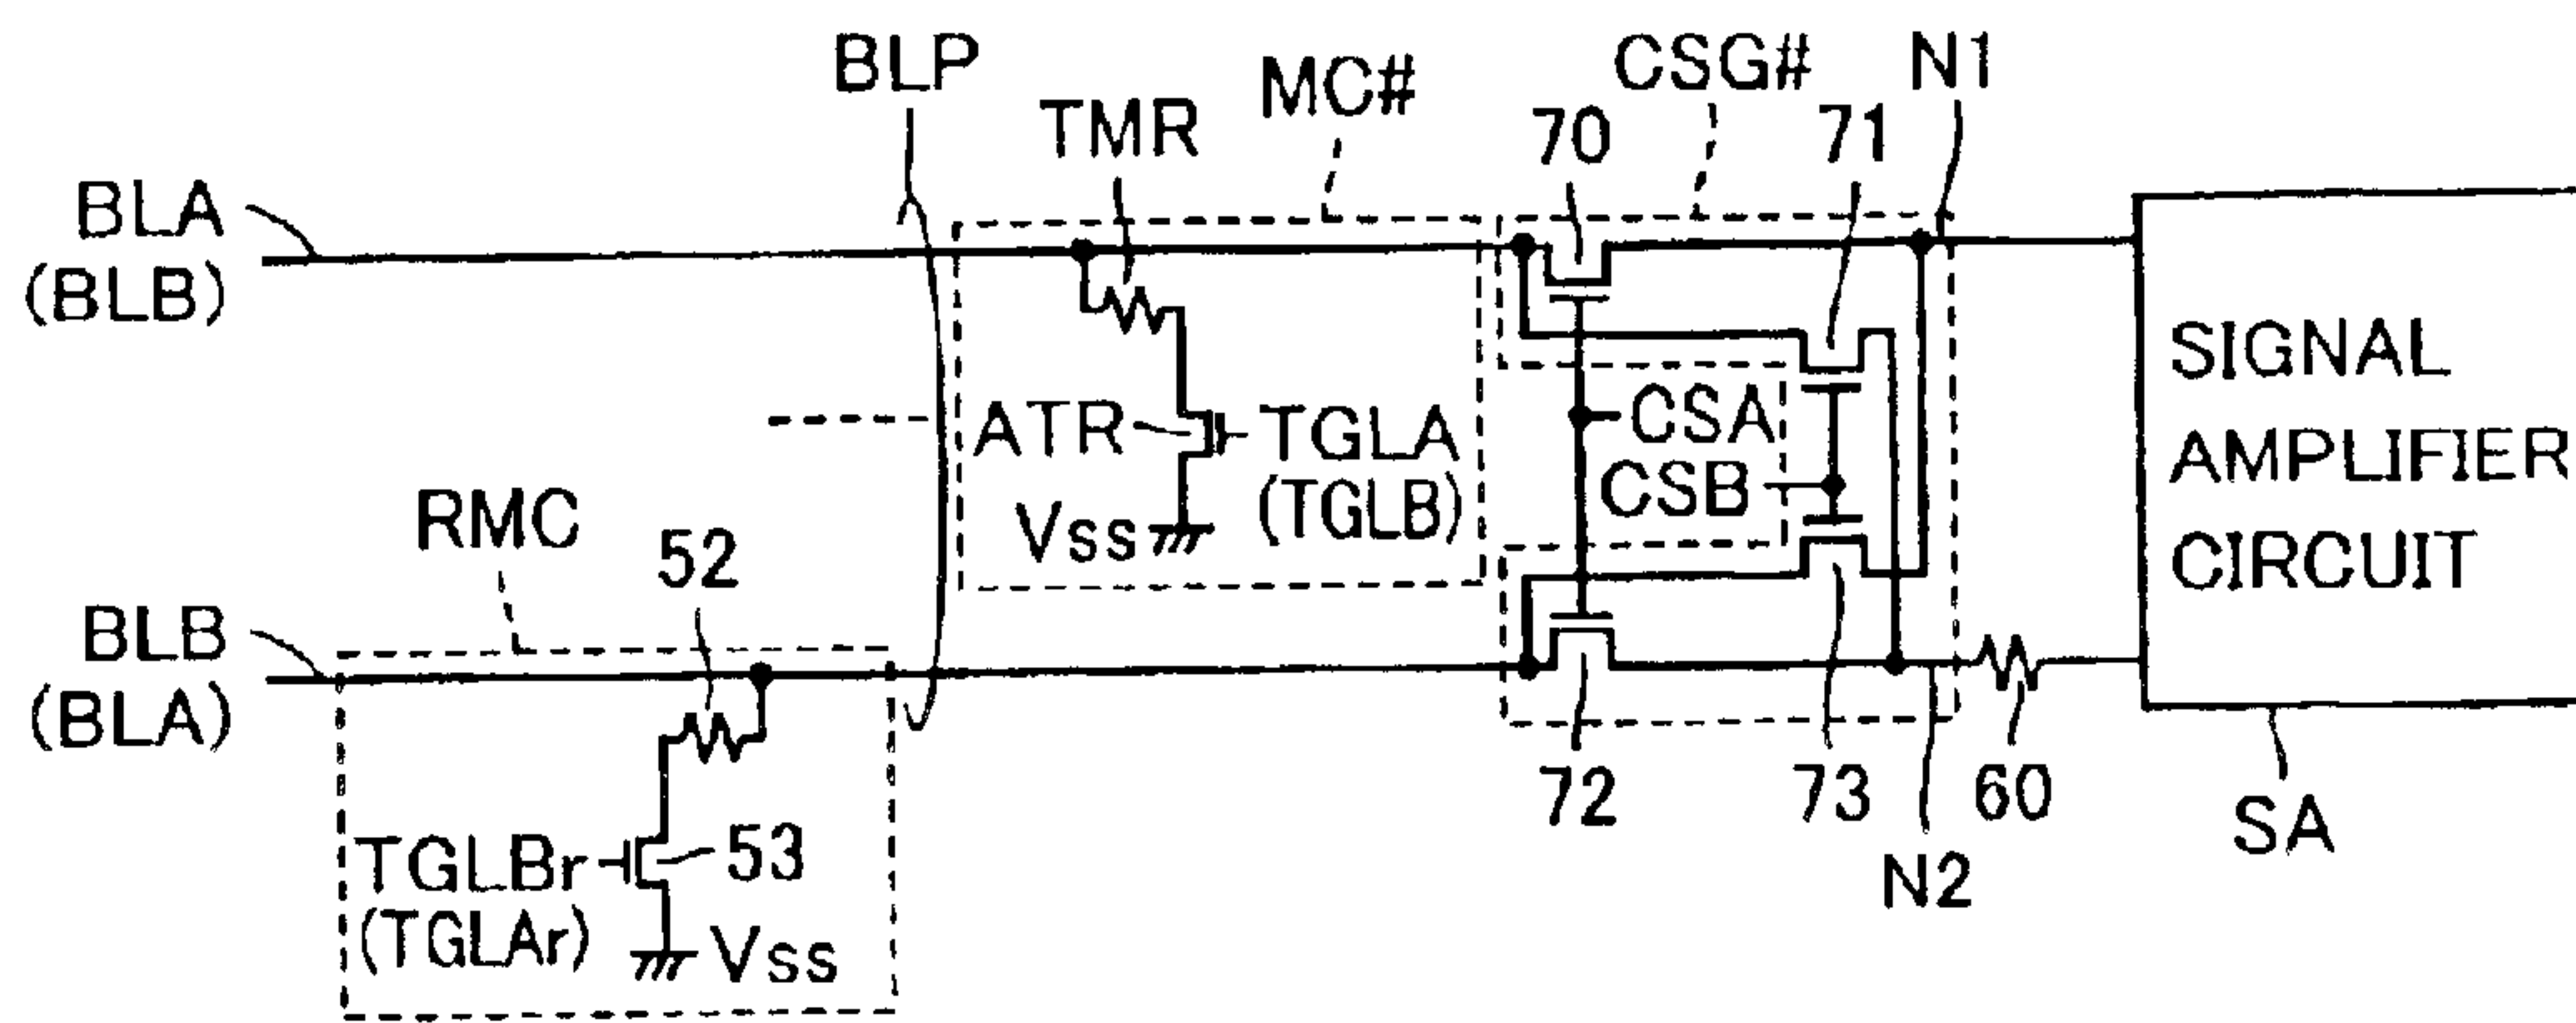 BLP
MC#
CSG#
N1
TMR
70
71
BLA
(BLB)
SIGNAL
AMPLIFIER
CIRCUIT
ATR
TGLA
(TGLB)
CSA
CSB
Vss
RMC
52
BLB
(BLA)
72
73
60
SA
N2
TGLBr
(TGLAr)
53
Vss